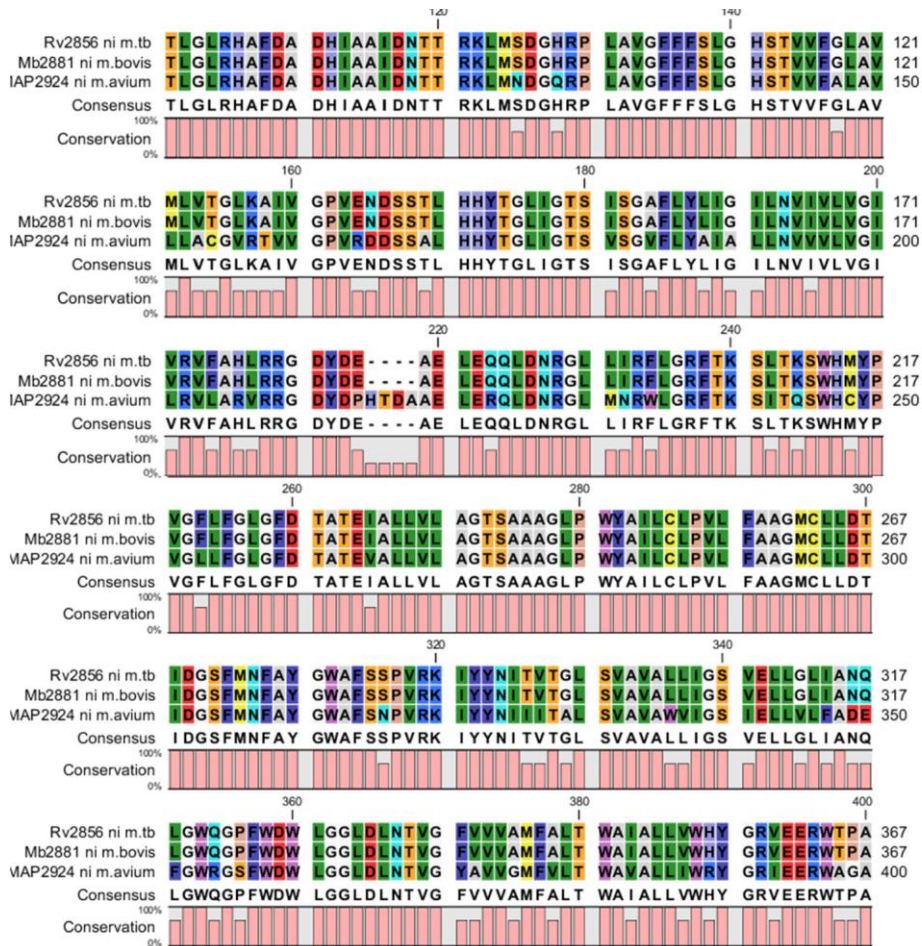 120 140
Rv2856 ni m.tb TLGLRHAFDA DHIAAIDNTT RKLMSDGHRP LAVGFFFSLG HSTVVFGLAV 121
Mb2881 ni m.bovis TLGLRHAFDA DHIAAIDNTT RKLMSDGHRP LAVGFFFSLG HSTVVFGLAV 121
MAP2924 ni m.avium TLGLRHAFDA DHIAAIDNTT RKLMNDGQRP LAVGFFFSLG HSTVVFALAV 150
Consensus TLGLRHAFDA DHIAAIDNTT RKLMSDGHRP LAVGFFFSLG HSTVVFGLAV
100%
Conservation
0%
160 180 200
Rv2856 ni m.tb MLVTGLKAIV GPVENDSSTL HHYTGLIGTS ISGAFLYLIG ILNVIVLVGI 171
Mb2881 ni m.bovis MLVTGLKAIV GPVENDSSTL HHYTGLIGTS ISGAFLYLIG ILNVIVLVGI 171
MAP2924 ni m.avium LLACGVRTVV GPVRDDSSAL HHYTGLIGTS VSGVFLYAIA LLNVVVLVGI 200
Consensus MLVTGLKAIV GPVENDSSTL HHYTGLIGTS ISGAFLYLIG ILNVIVLVGI
100%
Conservation
0%
220 240
Rv2856 ni m.tb VRVFAHLRRG DYDE----AE LEQQLDNRGL LIRFLGRFTK SLTKSWHMYP 217
Mb2881 ni m.bovis VRVFAHLRRG DYDE----AE LEQQLDNRGL LIRFLGRFTK SLTKSWHMYP 217
MAP2924 ni m.avium LRVLARVRRG DYDPHTDAAE LERQLDNRGL MNRWLGRFTK SITQSWHCYP 250
Consensus VRVFAHLRRG DYDE----AE LEQQLDNRGL LIRFLGRFTK SLTKSWHMYP
100%
Conservation
0%
260 280 300
Rv2856 ni m.tb VGFLFGLGFD TATEIALLVL AGTSAAAGLP WYAILCLPVL FAAGMCLLDT 267
Mb2881 ni m.bovis VGFLFGLGFD TATEIALLVL AGTSAAAGLP WYAILCLPVL FAAGMCLLDT 267
MAP2924 ni m.avium VGLLFGLGFD TATEVALLVL AGTSAAAGLP WYAILCLPVL FAAGMCLLDT 300
Consensus VGFLFGLGFD TATEIALLVL AGTSAAAGLP WYAILCLPVL FAAGMCLLDT
100%
Conservation
0%
320 340
Rv2856 ni m.tb IDGSFMNFAY GWAFSSPVRK IYYNITVTGL SVAVALLIGS VELLGLIANQ 317
Mb2881 ni m.bovis IDGSFMNFAY GWAFSSPVRK IYYNITVTGL SVAVALLIGS VELLGLIANQ 317
MAP2924 ni m.avium IDGSFMNFAY GWAFSNPVRK IYYNIIITAL SVAVAWVIGS IELLVLFADE 350
Consensus IDGSFMNFAY GWAFSSPVRK IYYNITVTGL SVAVALLIGS VELLGLIANQ
100%
Conservation
0%
360 380 400
Rv2856 ni m.tb LGWQGPFWDW LGGLDLNTVG FVVVAMFALT WAIALLVWHY GRVEERWTPA 367
Mb2881 ni m.bovis LGWQGPFWDW LGGLDLNTVG FVVVAMFALT WAIALLVWHY GRVEERWTPA 367
MAP2924 ni m.avium FGWRGSFWDW LGGLDLNTVG YAVVGMFVLT WAVALLIWRY GRIEERWAGA 400
Consensus LGWQGPFWDW LGGLDLNTVG FVVVAMFALT WAIALLVWHY GRVEERWTPA
100%
Conservation
0%